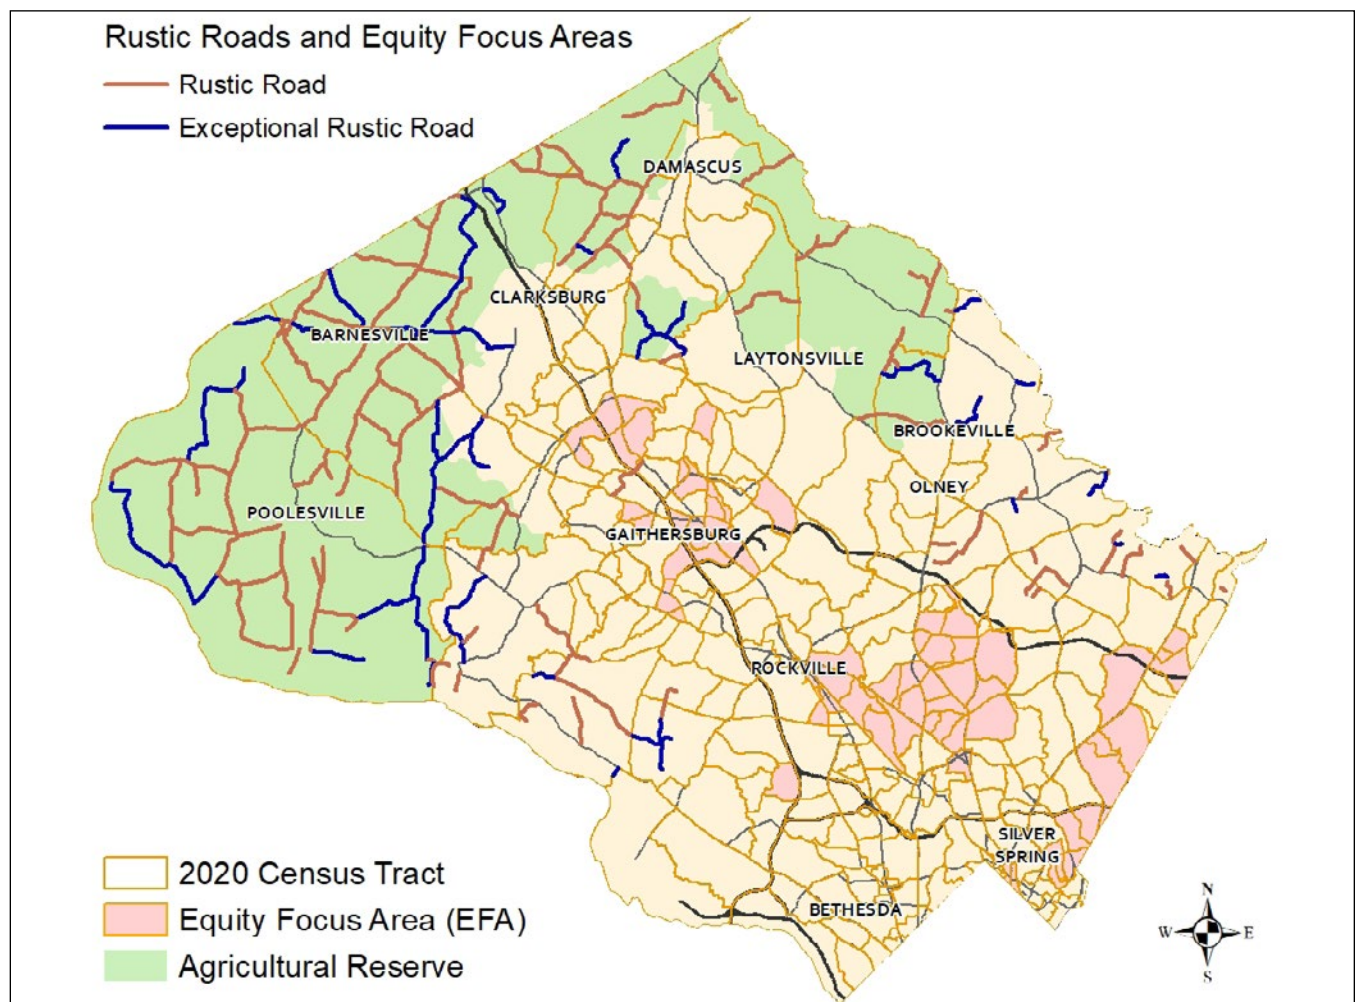 Rustic Roads and Equity Focus Areas
Rustic Road
Exceptional Rustic Road
DAMASCUS
CLARKSBURG
BARNESVILLE
LAYTONSVILLE
BROOKEVILLE
OLNEY
POOLESVILLE
GAITHERSBURG
ROCKVILLE
SILVER
SPRING
BETHESDA
2020 Census Tract
Equity Focus Area (EFA)
Agricultural Reserve
N
W E
S